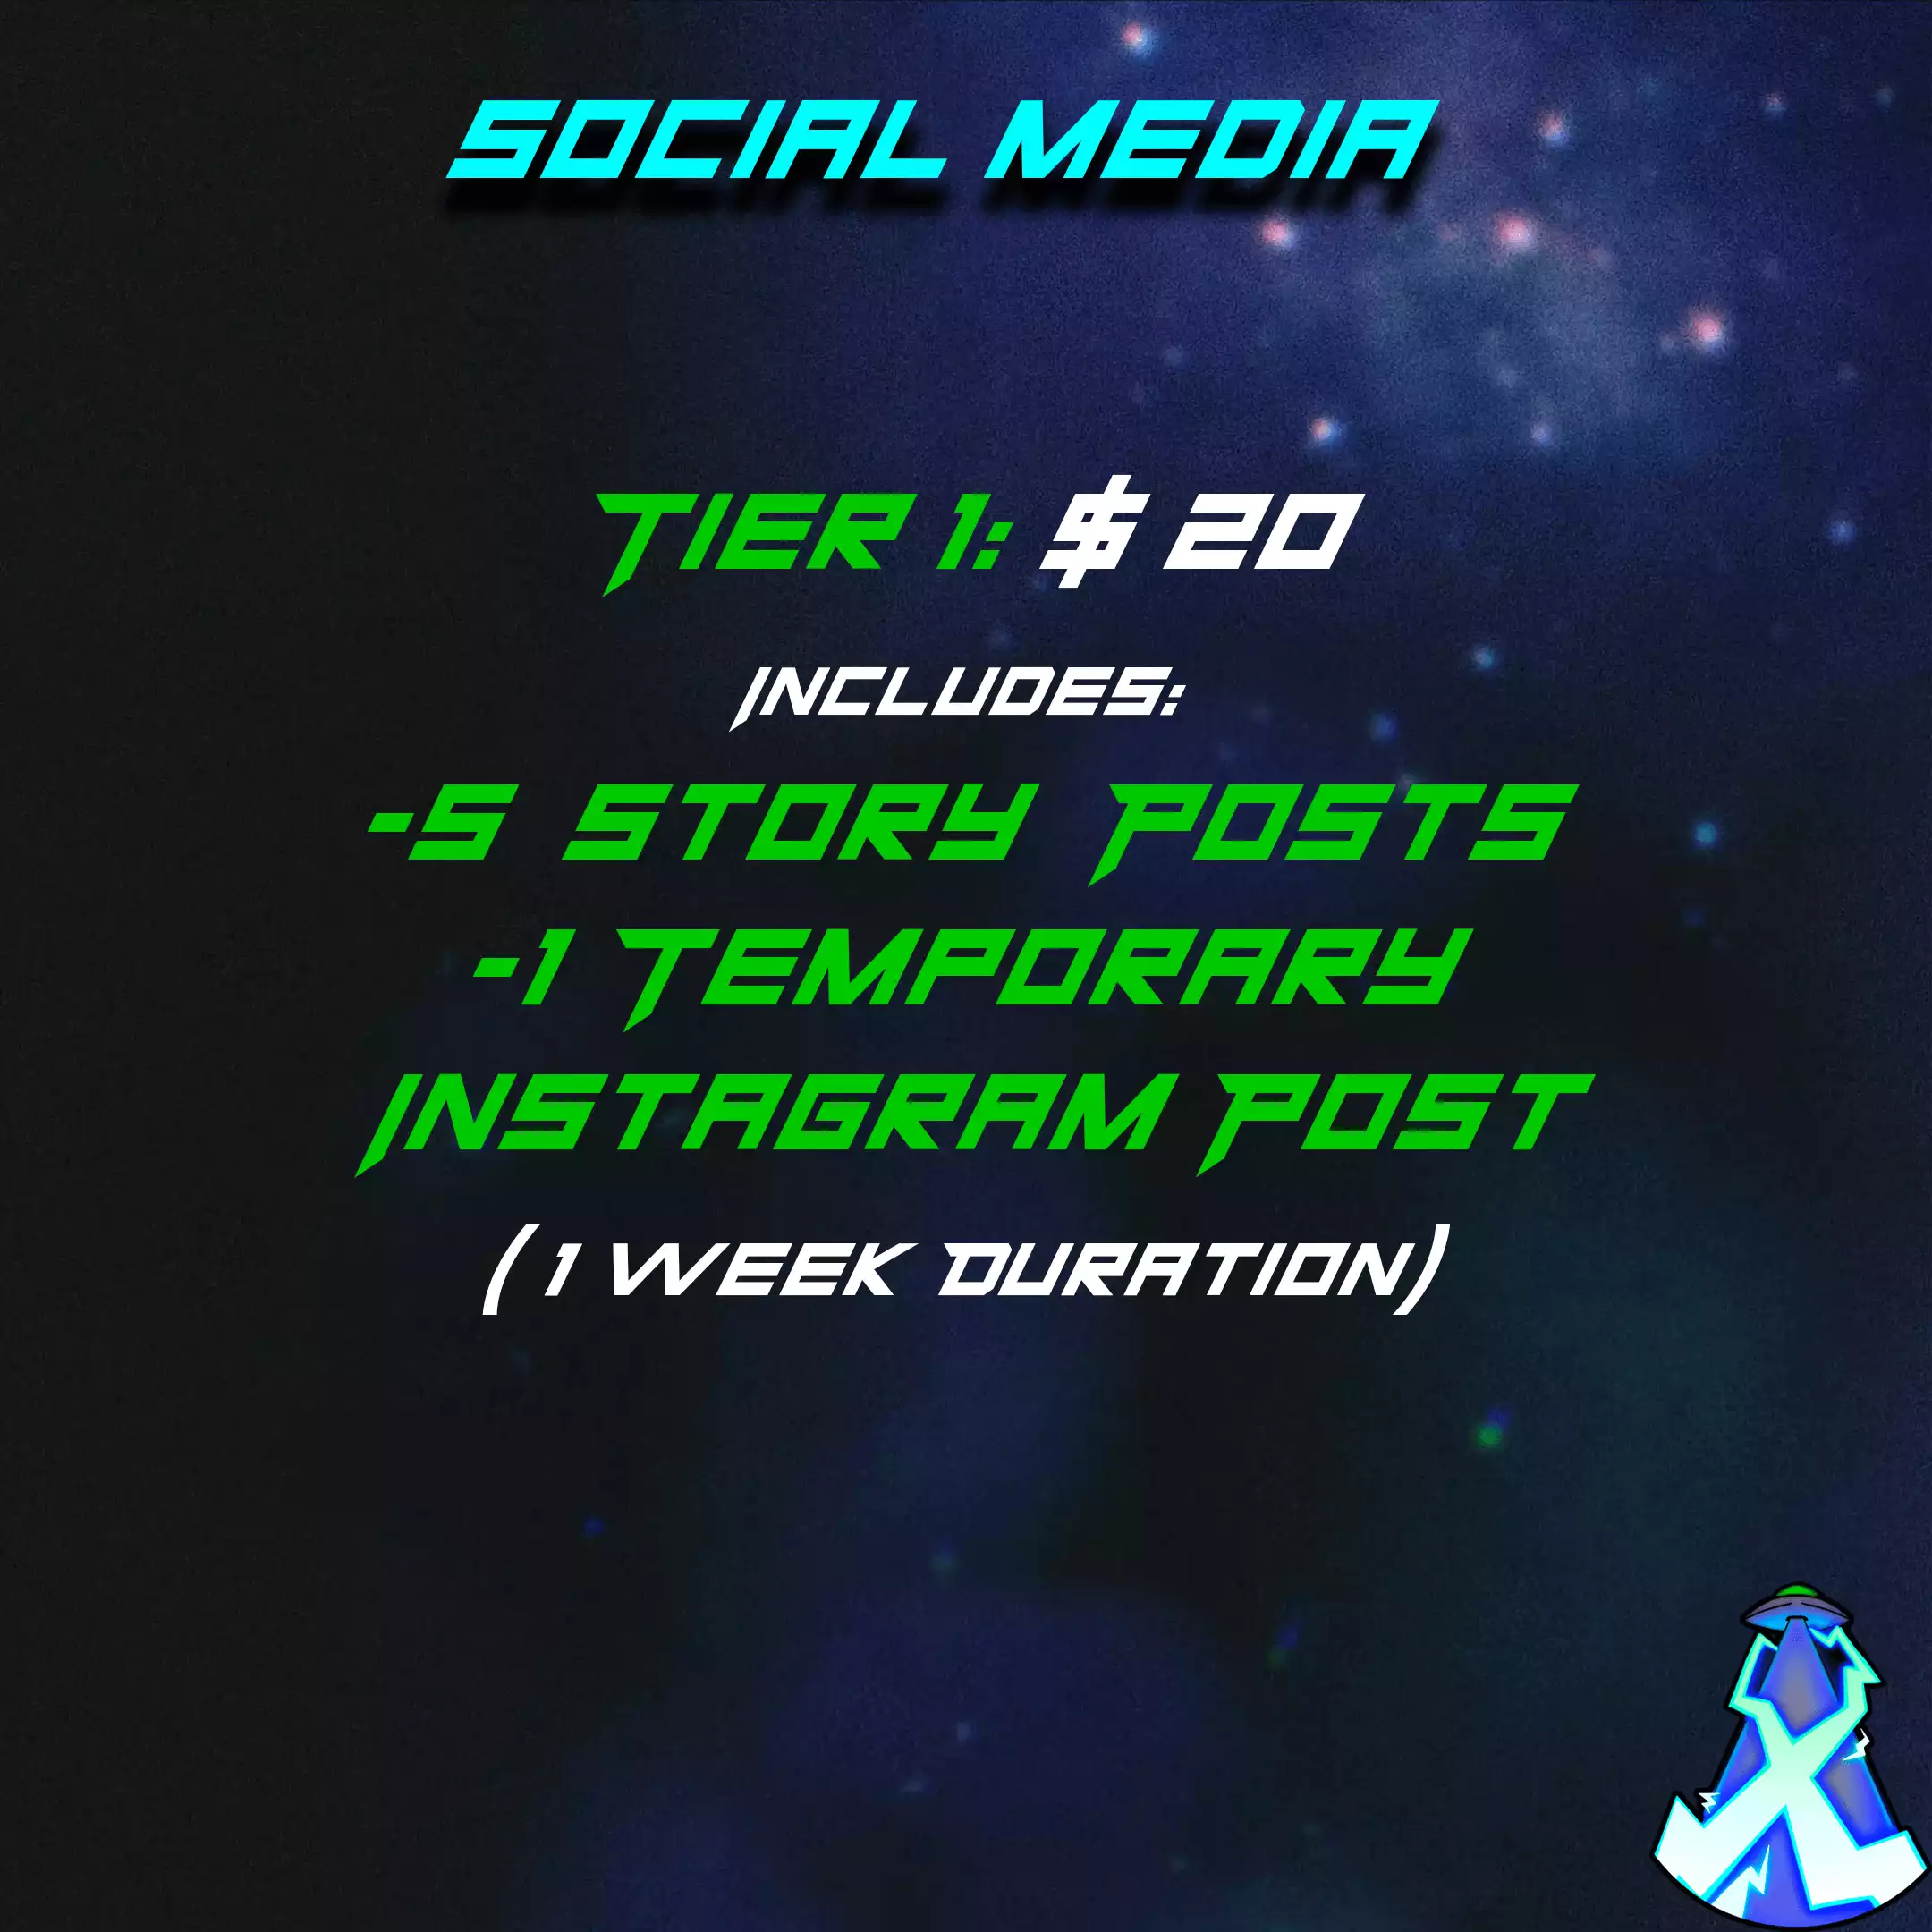 SOCIAL MEDIA
TIER 1: $ 20
INCLUDES:
-5 STORY POSTS
-1 TEMPORARY
INSTAGRAM POST
( 1 WEEK DURATION)
X